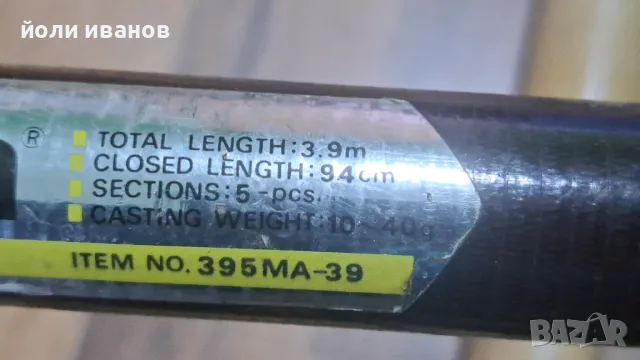 йоли иванов
®
TOTAL LENGTH:3.9m
CLOSED LENGTH:94cm
SECTIONS:5-pcs.
CASTING WEIGHT:10~40g
ITEM NO. 395MA-39
BAZAR